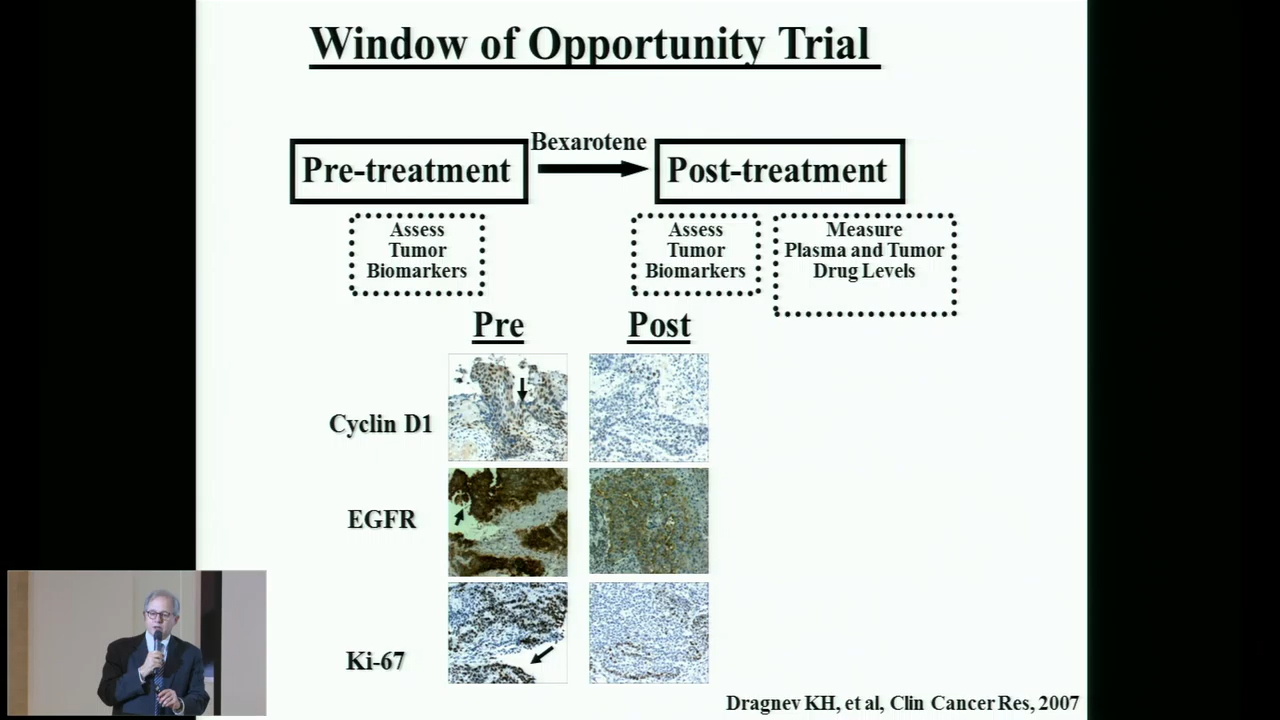 Window of Opportunity Trial
Bexarotene
Pre-treatment
Post-treatment
Assess
Tumor
Biomarkers
Assess
Tumor
Biomarkers
Measure
Plasma and Tumor
Drug Levels
Pre
Post
Cyclin D1
EGFR
Ki-67
Dragnev KH, et al, Clin Cancer Res, 2007